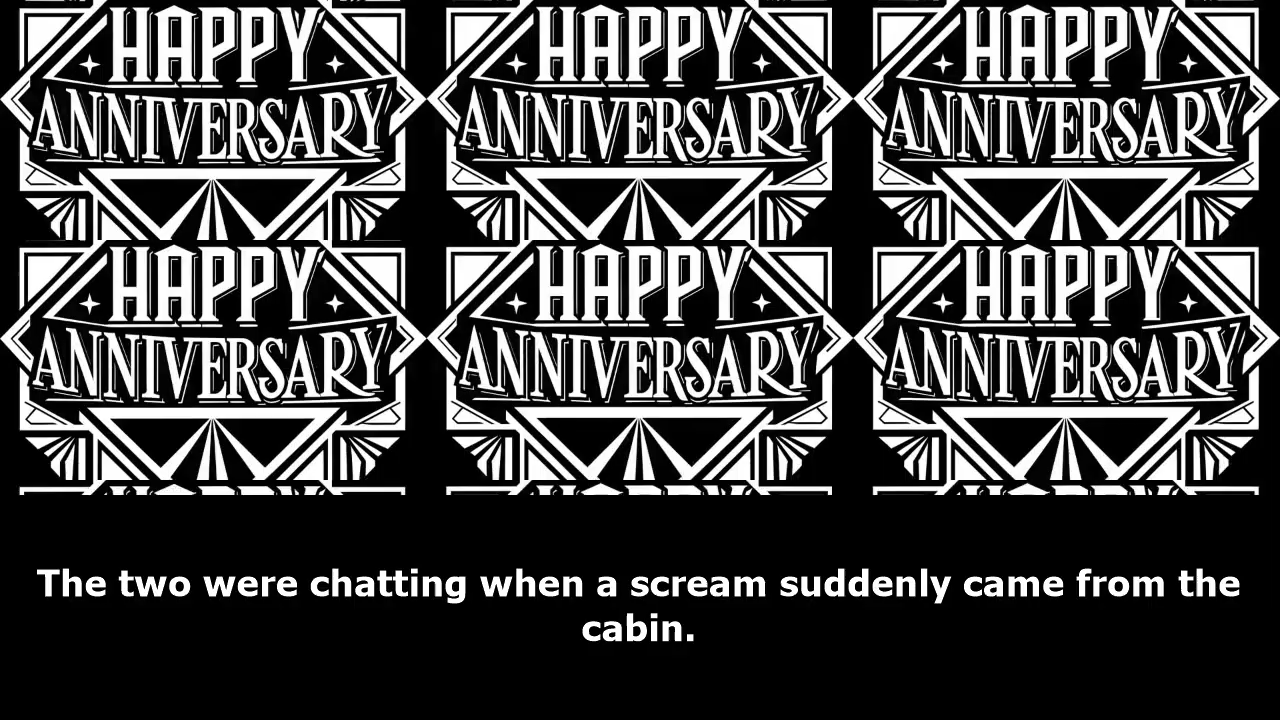 HAPPY HAPPY HAPPY
ANNIVERSARY ANNIVERSARY ANNIVERSARY
HAPPY HAPPY HAPPY
ANNIVERSARY ANNIVERSARY ANNIVERSARY
The two were chatting when a scream suddenly came from the
cabin.